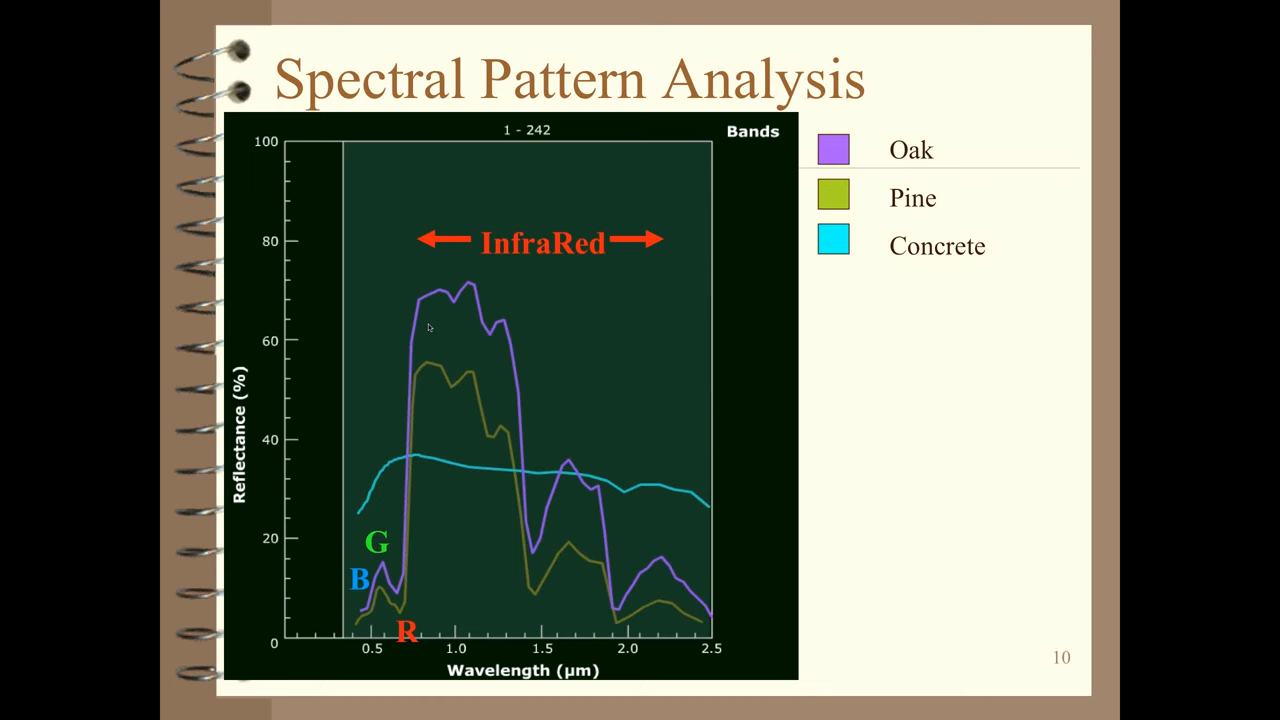 Spectral Pattern Analysis
1 - 242
Bands
100
80
60
40
20
0
Reflectance (%)
InfraRed
G
B
R
0.5
1.0
1.5
2.0
2.5
Wavelength (μm)
Oak
Pine
Concrete
10